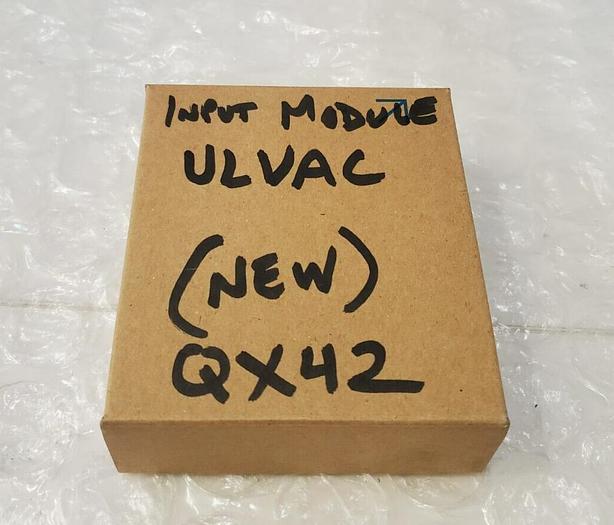 INPUT MODULE
ULVAC
(NEW)
QX42